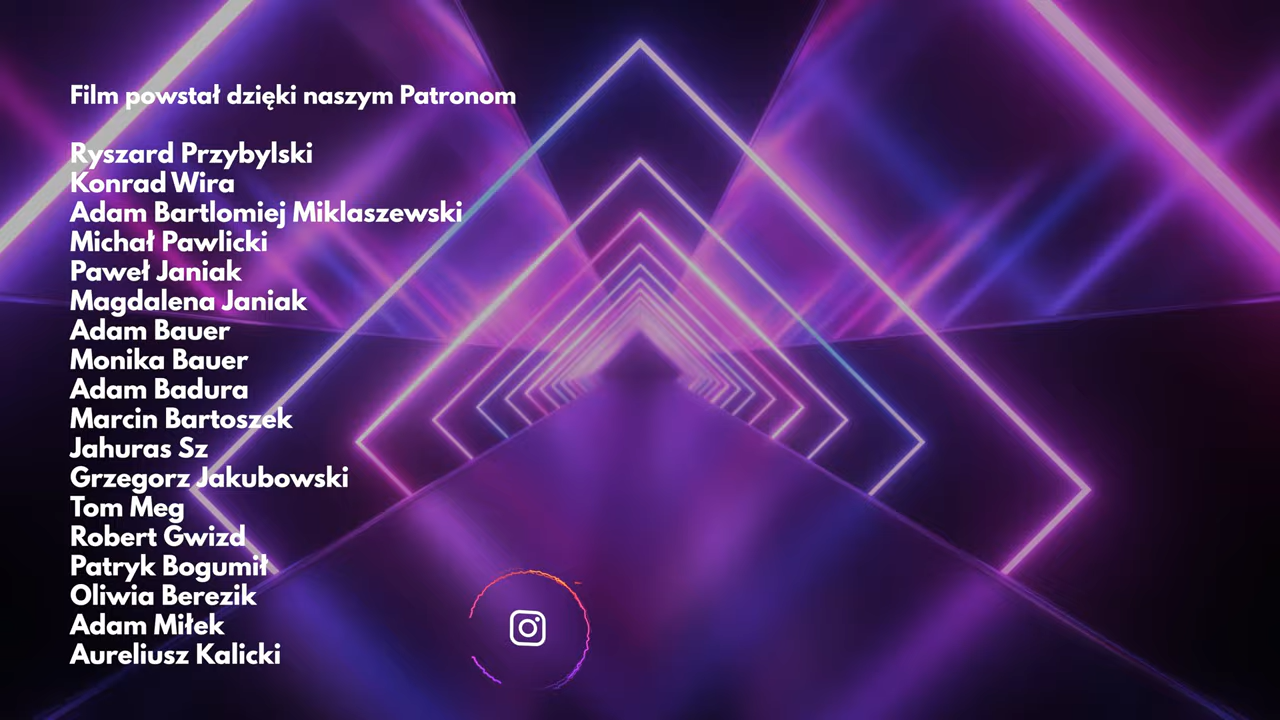 Film powstał dzięki naszym Patronom
Ryszard Przybylski
Konrad Wira
Adam Bartlomiej Miklaszewski
Michał Pawlicki
Paweł Janiak
Magdalena Janiak
Adam Bauer
Monika Bauer
Adam Badura
Marcin Bartoszek
Jahuras Sz
Grzegorz Jakubowski
Tom Meg
Robert Gwizd
Patryk Bogumił
Oliwia Berezik
Adam Miłek
Aureliusz Kalicki